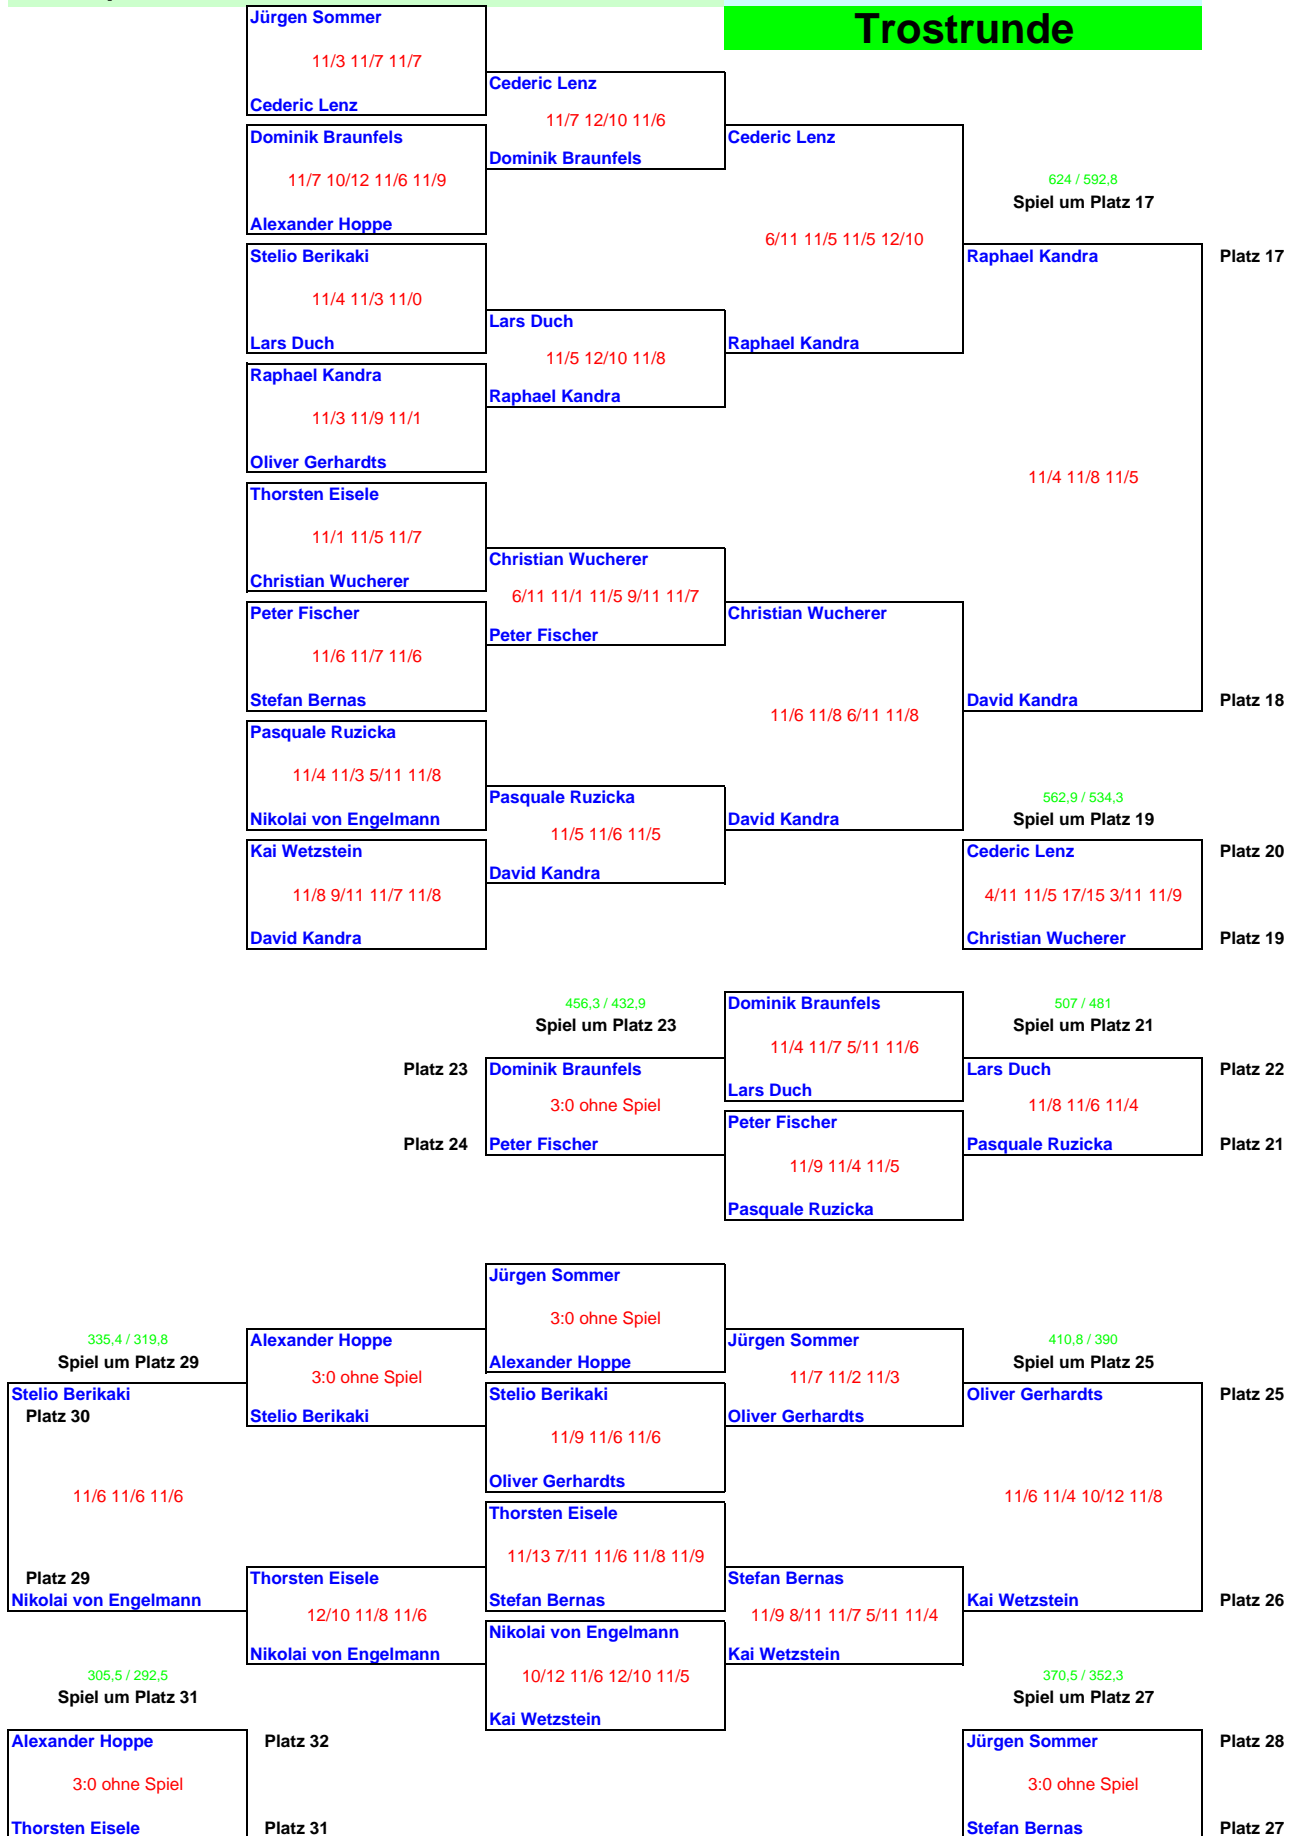 Jürgen Sommer
Trostrunde
11/3 11/7 11/7
Cederic Lenz
Cederic Lenz
11/7 12/10 11/6
Dominik Braunfels
Cederic Lenz
Dominik Braunfels
11/7 10/12 11/6 11/9
624 / 592,8
Spiel um Platz 17
Alexander Hoppe
6/11 11/5 11/5 12/10
Stelio Berikaki
Raphael Kandra
Platz 17
11/4 11/3 11/0
Lars Duch
Lars Duch
Raphael Kandra
11/5 12/10 11/8
Raphael Kandra
Raphael Kandra
11/3 11/9 11/1
Oliver Gerhardts
11/4 11/8 11/5
Thorsten Eisele
11/1 11/5 11/7
Christian Wucherer
Christian Wucherer
6/11 11/1 11/5 9/11 11/7
Peter Fischer
Christian Wucherer
Peter Fischer
11/6 11/7 11/6
Stefan Bernas
David Kandra
Platz 18
11/6 11/8 6/11 11/8
Pasquale Ruzicka
11/4 11/3 5/11 11/8
Pasquale Ruzicka
562,9 / 534,3
Nikolai von Engelmann
David Kandra
Spiel um Platz 19
11/5 11/6 11/5
Kai Wetzstein
Cederic Lenz
Platz 20
David Kandra
11/8 9/11 11/7 11/8
4/11 11/5 17/15 3/11 11/9
David Kandra
Christian Wucherer
Platz 19
456,3 / 432,9
Dominik Braunfels
507 / 481
Spiel um Platz 23
Spiel um Platz 21
11/4 11/7 5/11 11/6
Platz 23
Dominik Braunfels
Lars Duch
Platz 22
Lars Duch
3:0 ohne Spiel
11/8 11/6 11/4
Peter Fischer
Platz 24
Peter Fischer
Pasquale Ruzicka
Platz 21
11/9 11/4 11/5
Pasquale Ruzicka
Jürgen Sommer
3:0 ohne Spiel
335,4 / 319,8
Alexander Hoppe
Jürgen Sommer
410,8 / 390
Spiel um Platz 29
Alexander Hoppe
Spiel um Platz 25
3:0 ohne Spiel
11/7 11/2 11/3
Stelio Berikaki
Stelio Berikaki
Oliver Gerhardts
Platz 25
Platz 30
Stelio Berikaki
Oliver Gerhardts
11/9 11/6 11/6
Oliver Gerhardts
11/6 11/6 11/6
11/6 11/4 10/12 11/8
Thorsten Eisele
11/13 7/11 11/6 11/8 11/9
Platz 29
Thorsten Eisele
Stefan Bernas
Nikolai von Engelmann
Stefan Bernas
Kai Wetzstein
Platz 26
12/10 11/8 11/6
11/9 8/11 11/7 5/11 11/4
Nikolai von Engelmann
Nikolai von Engelmann
Kai Wetzstein
305,5 / 292,5
10/12 11/6 12/10 11/5
370,5 / 352,3
Spiel um Platz 31
Spiel um Platz 27
Kai Wetzstein
Alexander Hoppe
Platz 32
Jürgen Sommer
Platz 28
3:0 ohne Spiel
3:0 ohne Spiel
Thorsten Eisele
Platz 31
Stefan Bernas
Platz 27